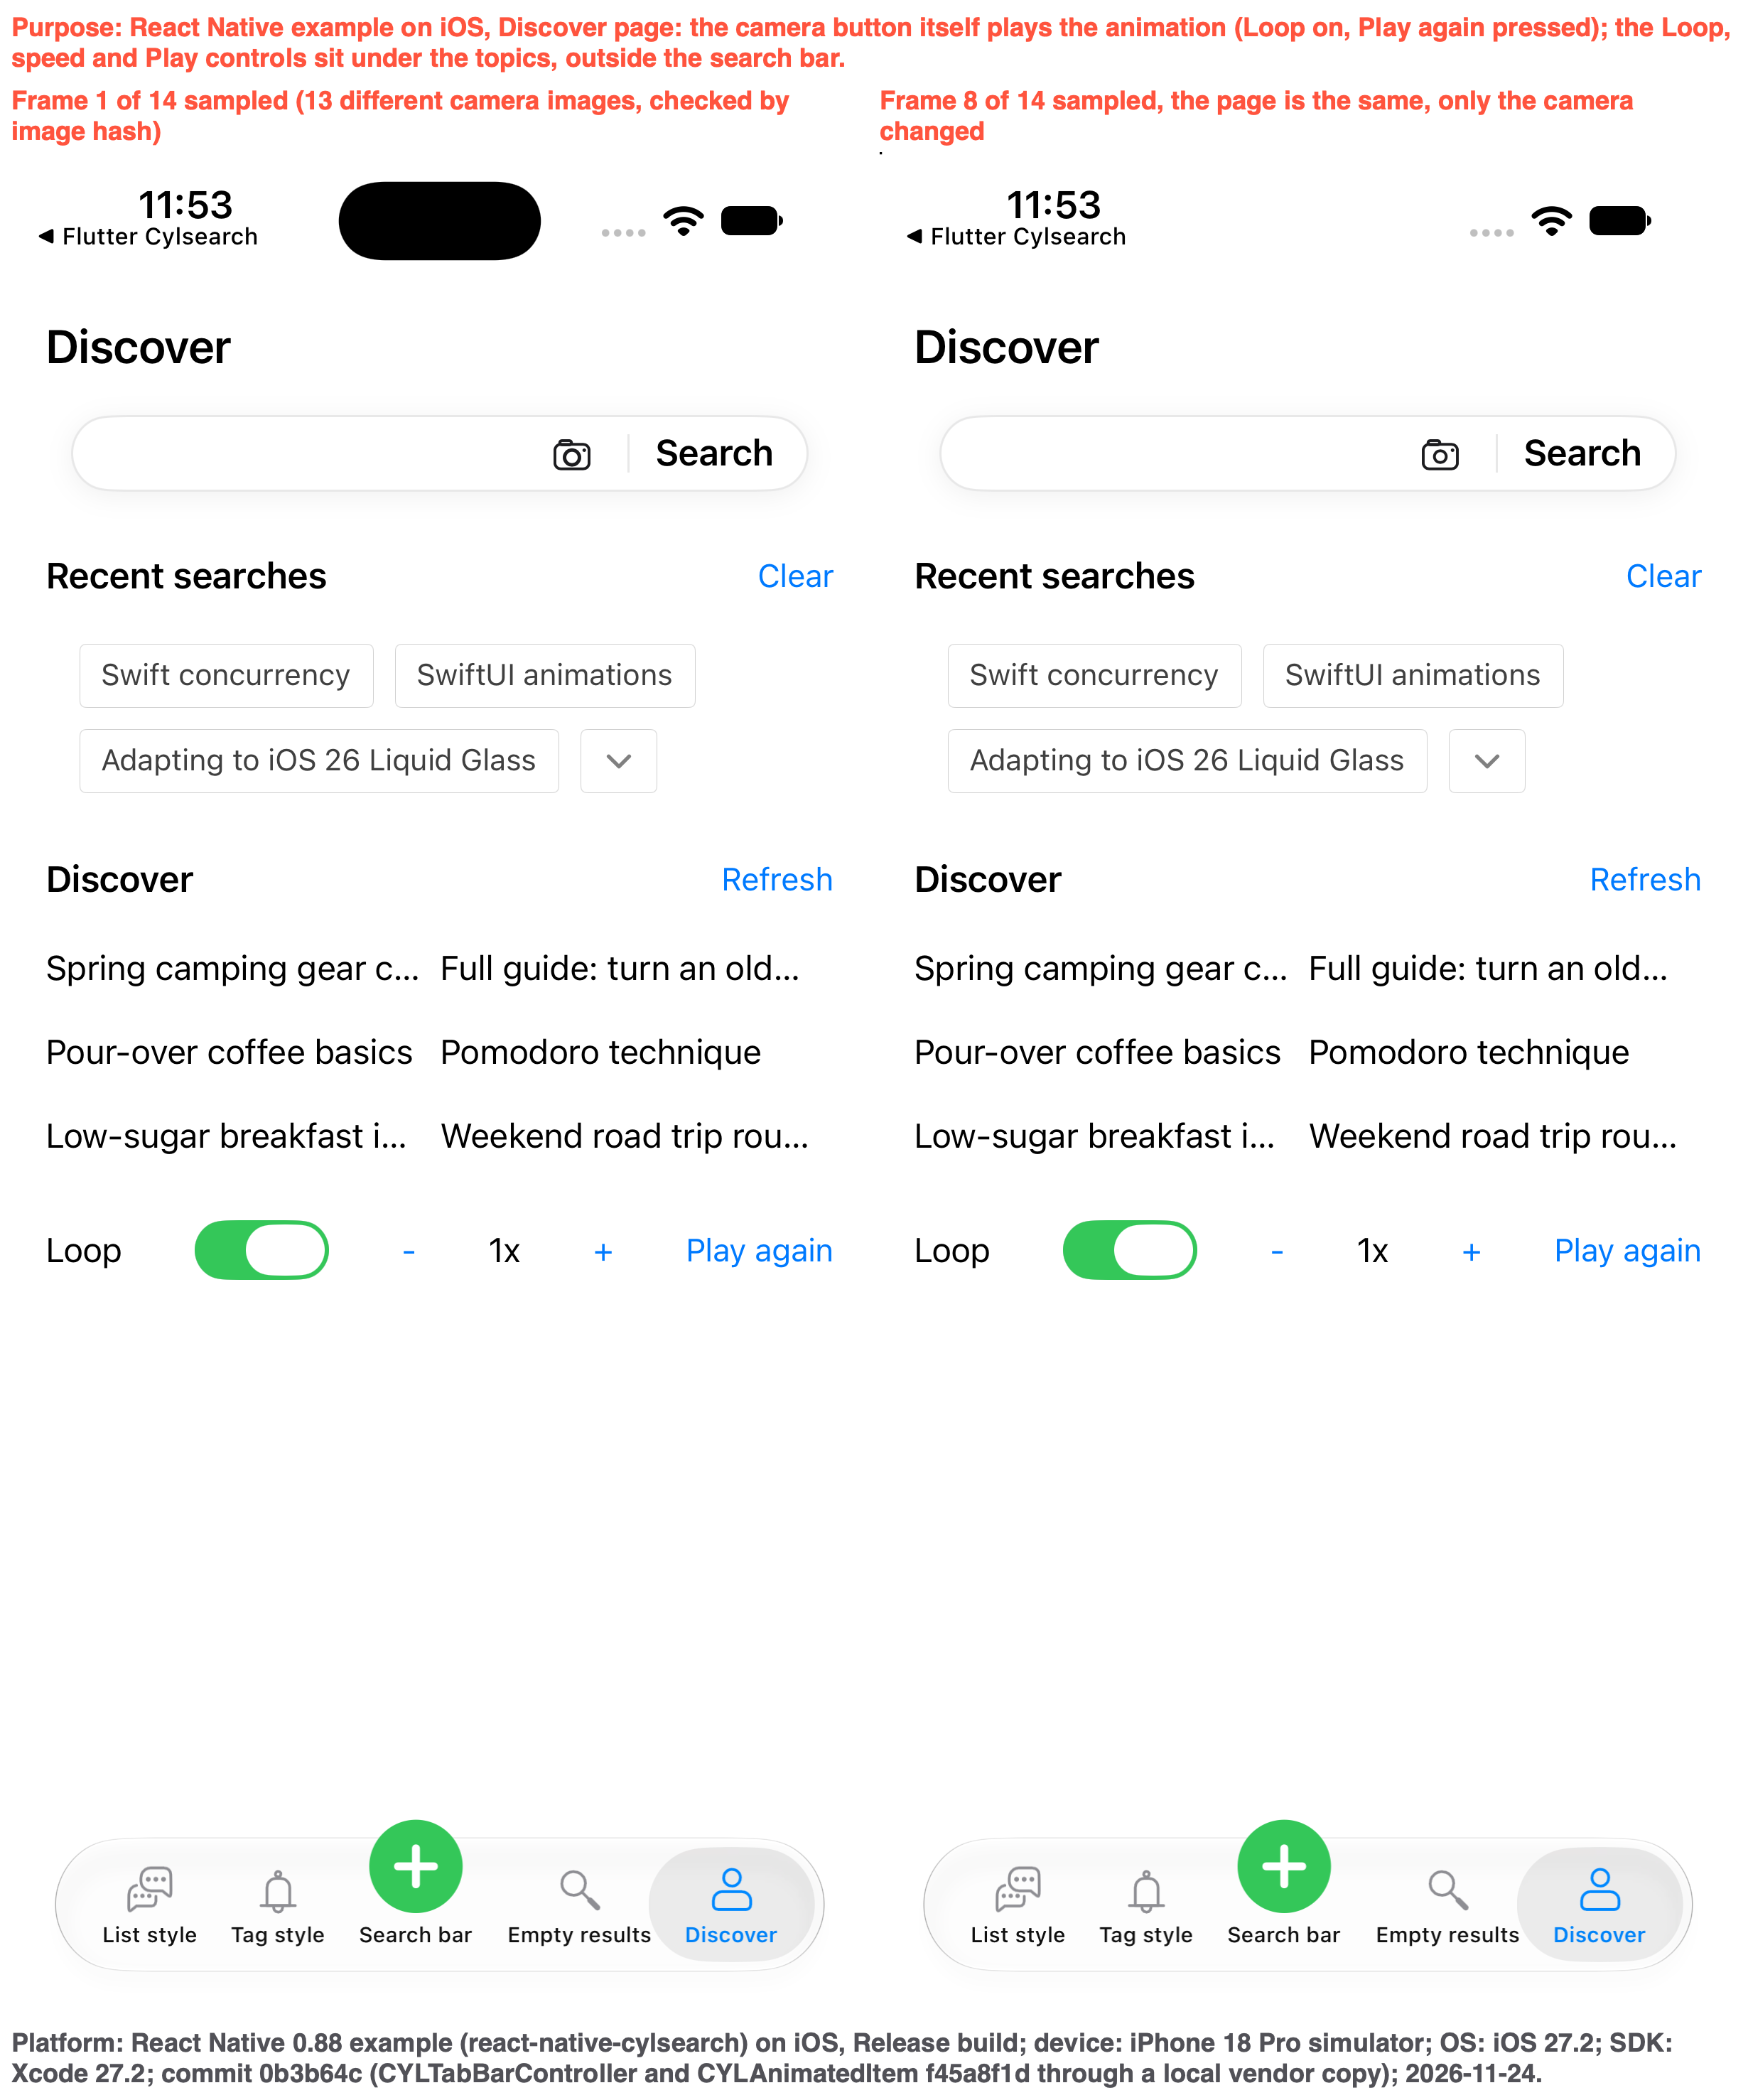 Purpose: React Native example on iOS, Discover page: the camera button itself plays the animation (Loop on, Play again pressed); the Loop,
speed and Play controls sit under the topics, outside the search bar.
Frame 1 of 14 sampled (13 different camera images, checked by
image hash)
Frame 8 of 14 sampled, the page is the same, only the camera
changed
11:53
◀ Flutter Cylsearch
Discover
Search
Recent searches
Clear
Swift concurrency
SwiftUI animations
Adapting to iOS 26 Liquid Glass
Discover
Refresh
Spring camping gear c...
Full guide: turn an old...
Pour-over coffee basics
Pomodoro technique
Low-sugar breakfast i...
Weekend road trip rou...
Loop
-
1x
+
Play again
List style
Tag style
Search bar
Empty results
Discover
11:53
◀ Flutter Cylsearch
Discover
Search
Recent searches
Clear
Swift concurrency
SwiftUI animations
Adapting to iOS 26 Liquid Glass
Discover
Refresh
Spring camping gear c...
Full guide: turn an old...
Pour-over coffee basics
Pomodoro technique
Low-sugar breakfast i...
Weekend road trip rou...
Loop
-
1x
+
Play again
List style
Tag style
Search bar
Empty results
Discover
Platform: React Native 0.88 example (react-native-cylsearch) on iOS, Release build; device: iPhone 18 Pro simulator; OS: iOS 27.2; SDK:
Xcode 27.2; commit 0b3b64c (CYLTabBarController and CYLAnimatedItem f45a8f1d through a local vendor copy); 2026-11-24.